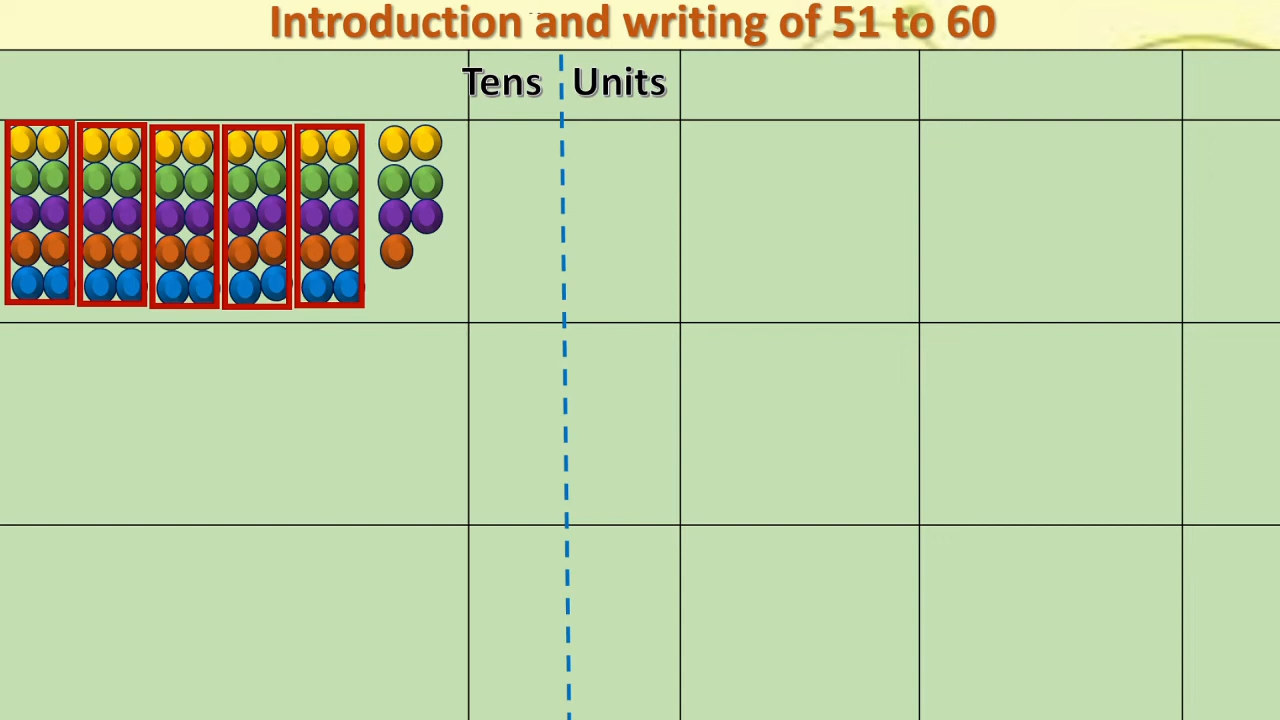 Introduction and writing of 51 to 60
Tens Units